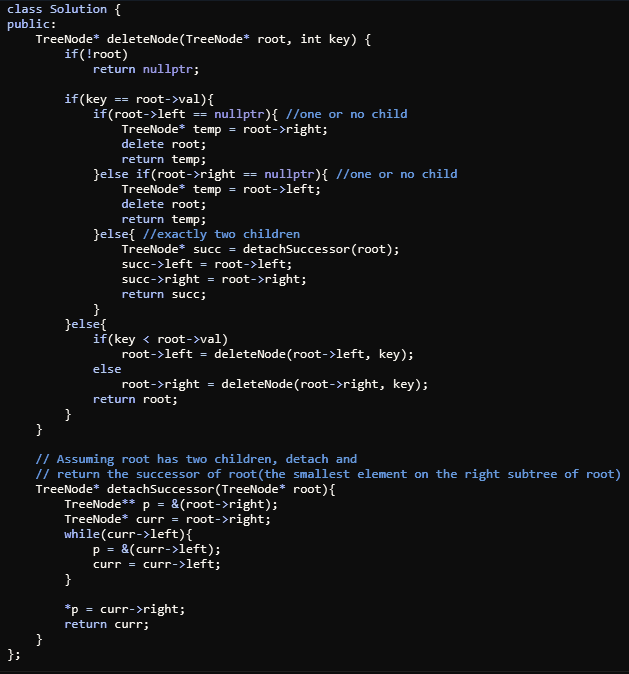 class Solution {
public:
    TreeNode* deleteNode(TreeNode* root, int key) {
        if(!root)
            return nullptr;

        if(key == root->val){
            if(root->left == nullptr){ //one or no child
                TreeNode* temp = root->right;
                delete root;
                return temp;
            }else if(root->right == nullptr){ //one or no child
                TreeNode* temp = root->left;
                delete root;
                return temp;
            }else{ //exactly two children
                TreeNode* succ = detachSuccessor(root);
                succ->left = root->left;
                succ->right = root->right;
                return succ;
            }
        }else{
            if(key < root->val)
                root->left = deleteNode(root->left, key);
            else
                root->right = deleteNode(root->right, key);
            return root;
        }
    }

    // Assuming root has two children, detach and
    // return the successor of root(the smallest element on the right subtree of root)
    TreeNode* detachSuccessor(TreeNode* root){
        TreeNode** p = &(root->right);
        TreeNode* curr = root->right;
        while(curr->left){
            p = &(curr->left);
            curr = curr->left;
        }

        *p = curr->right;
        return curr;
    }
};